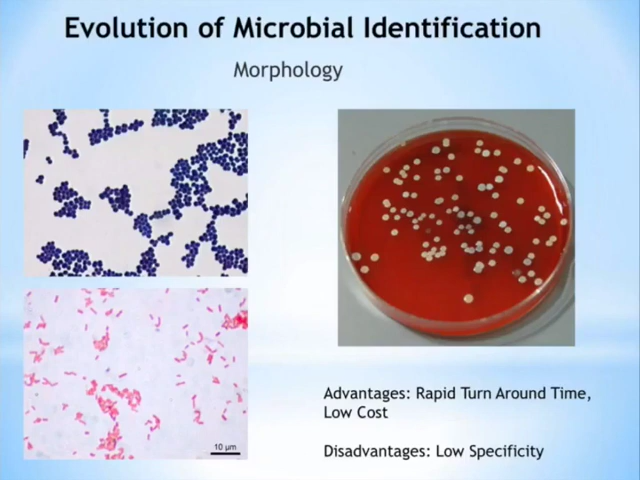 Evolution of Microbial Identification
Morphology
10 µm
Advantages: Rapid Turn Around Time,
Low Cost
Disadvantages: Low Specificity